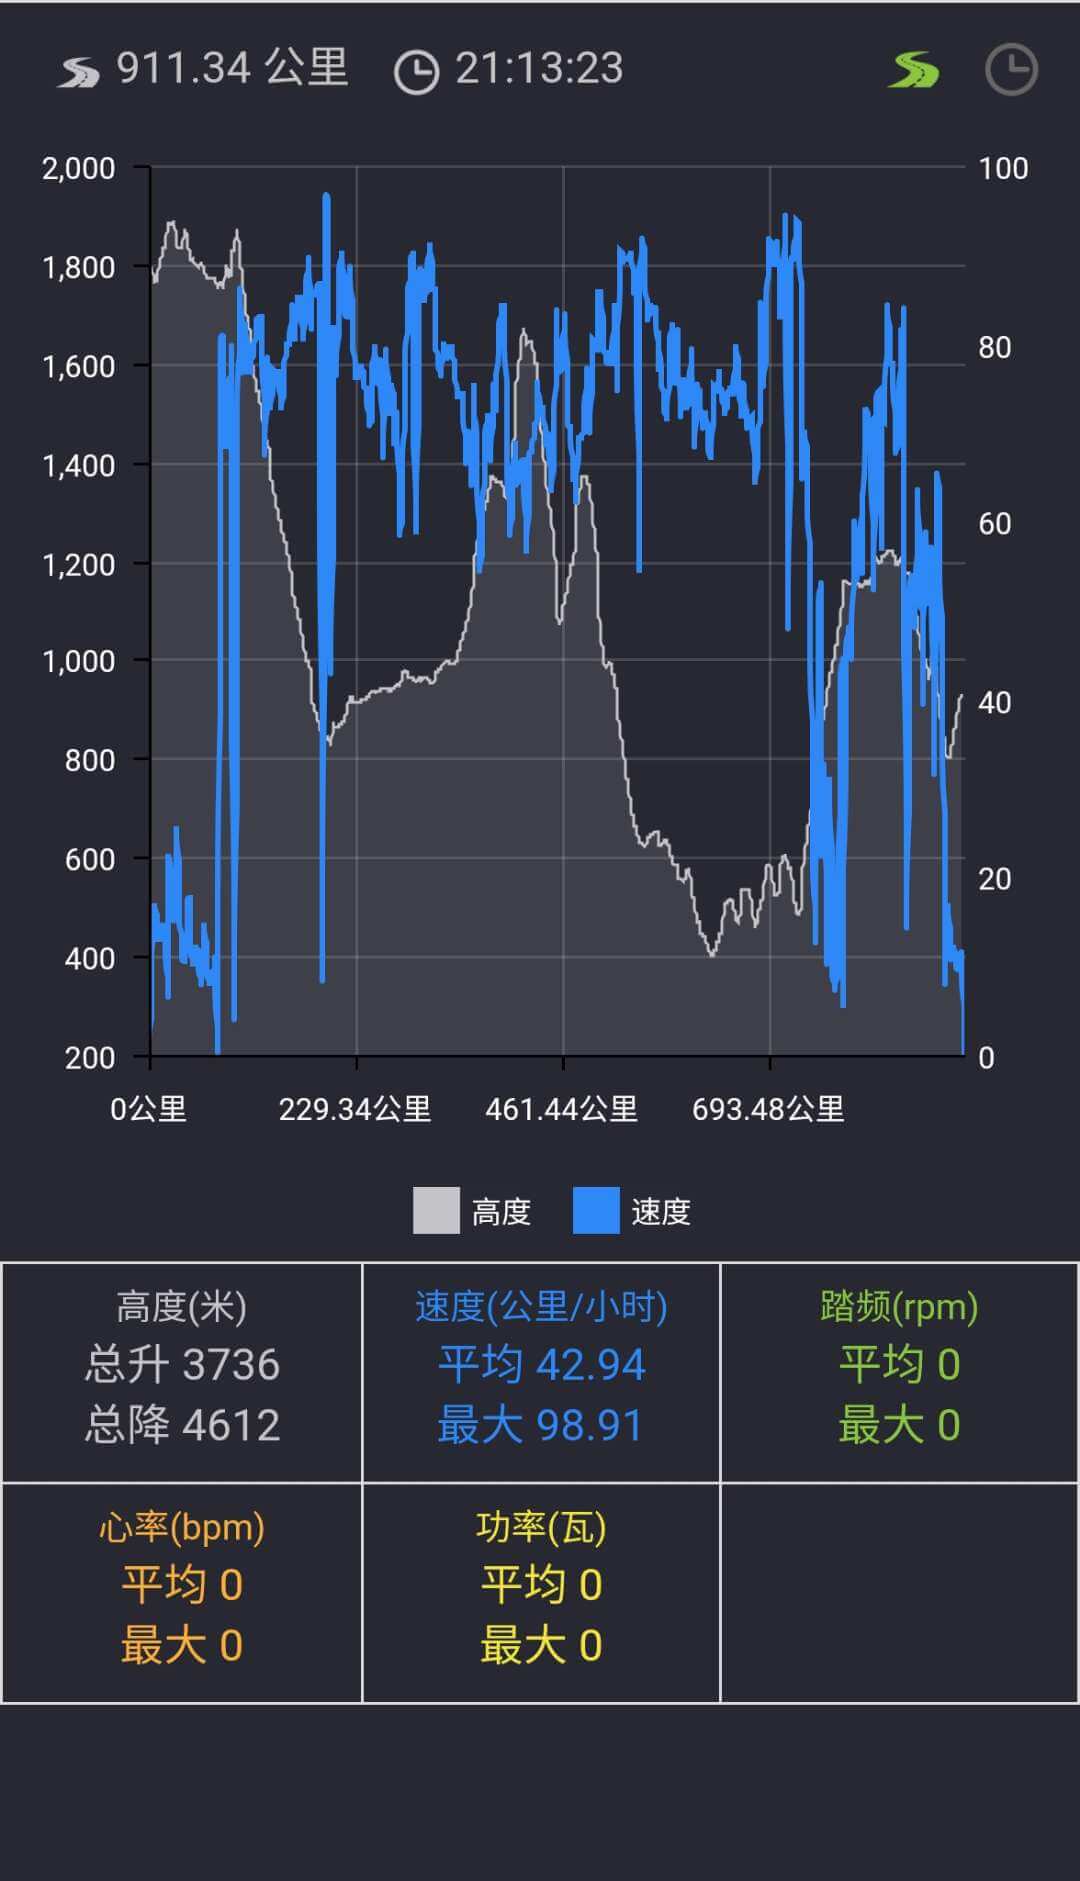 911.34 公里 21:13:23
2,000 100
1,800
1,600 80
1,400
1,200 60
1,000
800 40
600 20
400
200 0
0公里 229.34公里 461.44公里 693.48公里
高度 速度
高度(米) 速度(公里/小时) 踏频(rpm)
总升 3736 平均 42.94 平均 0
总降 4612 最大 98.91 最大 0
心率(bpm) 功率(瓦)
平均 0 平均 0
最大 0 最大 0